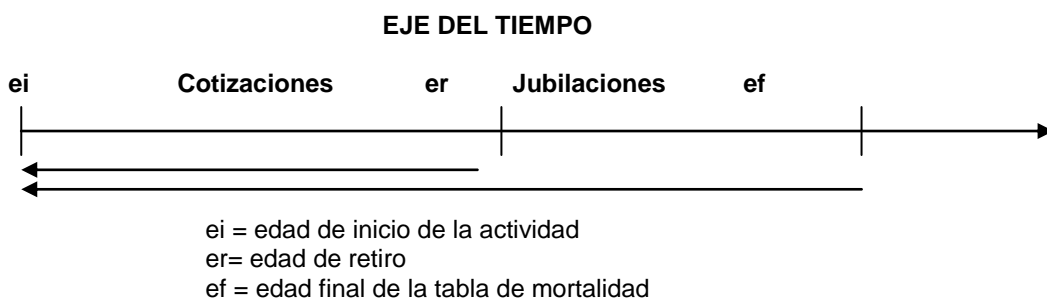 EJE DEL TIEMPO
ei Cotizaciones er Jubilaciones ef
ei = edad de inicio de la actividad
er= edad de retiro
ef = edad final de la tabla de mortalidad